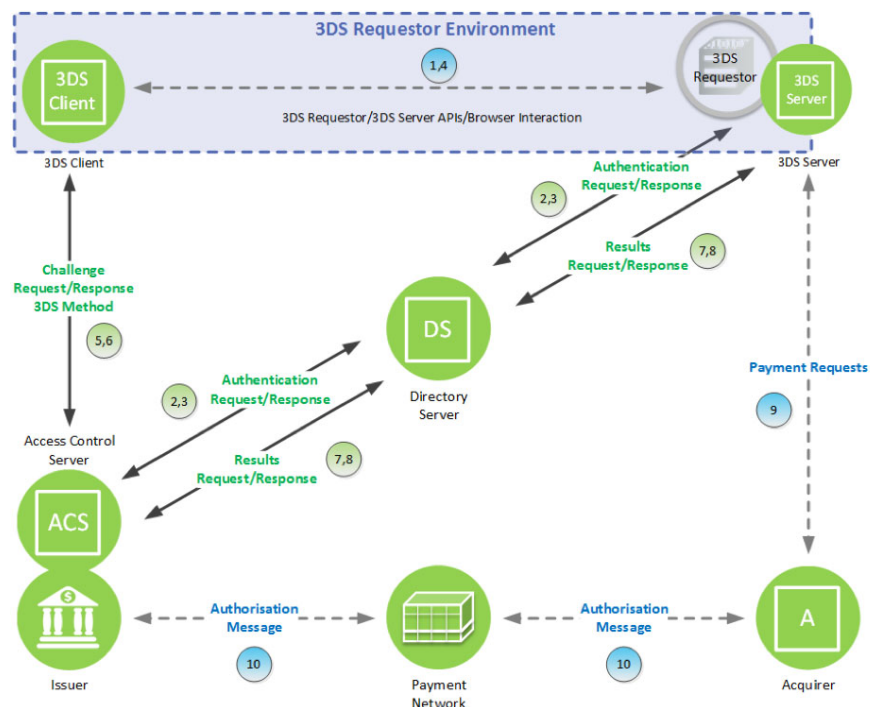 3DS Requestor Environment
3DS
Client
1,4
3DS
Requestor
3DS
Server
3DS Requestor/3DS Server APIs/Browser Interaction
3DS Client
3DS Server
Authentication
Request/Response
2,3
Results
Request/Response
7,8
Challenge
Request/Response
3DS Method
5,6
DS
Directory
Server
Payment Requests
9
Authentication
Request/Response
2,3
Results
Request/Response
7,8
Access Control
Server
ACS
$
Authorisation
Message
10
Authorisation
Message
10
A
Issuer
Payment
Network
Acquirer